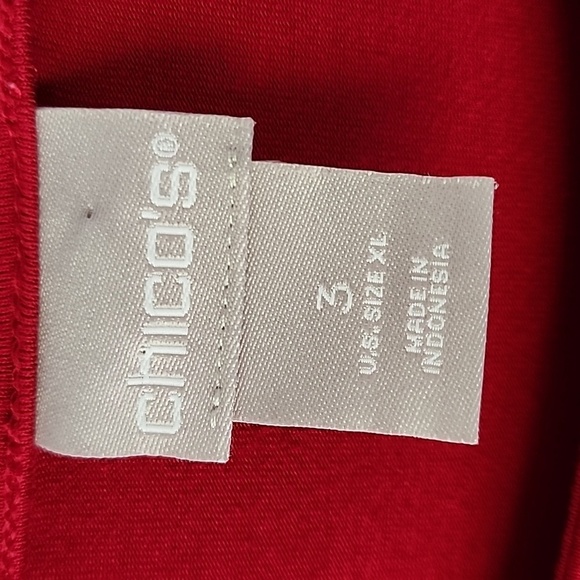 chico's®
3
U.S. SIZE XL
MADE IN
INDONESIA